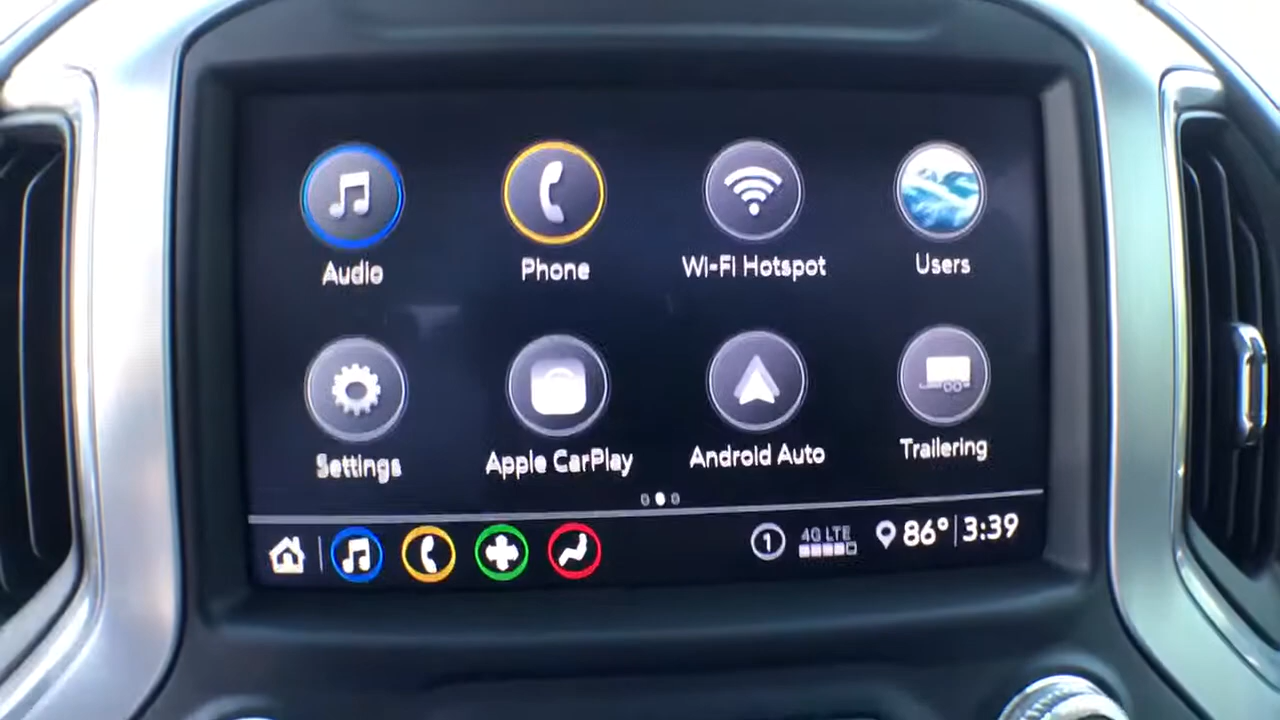 Audio Phone Wi-Fi Hotspot Users
Settings Apple CarPlay Android Auto Trailering
1 4G LTE 86° 3:39